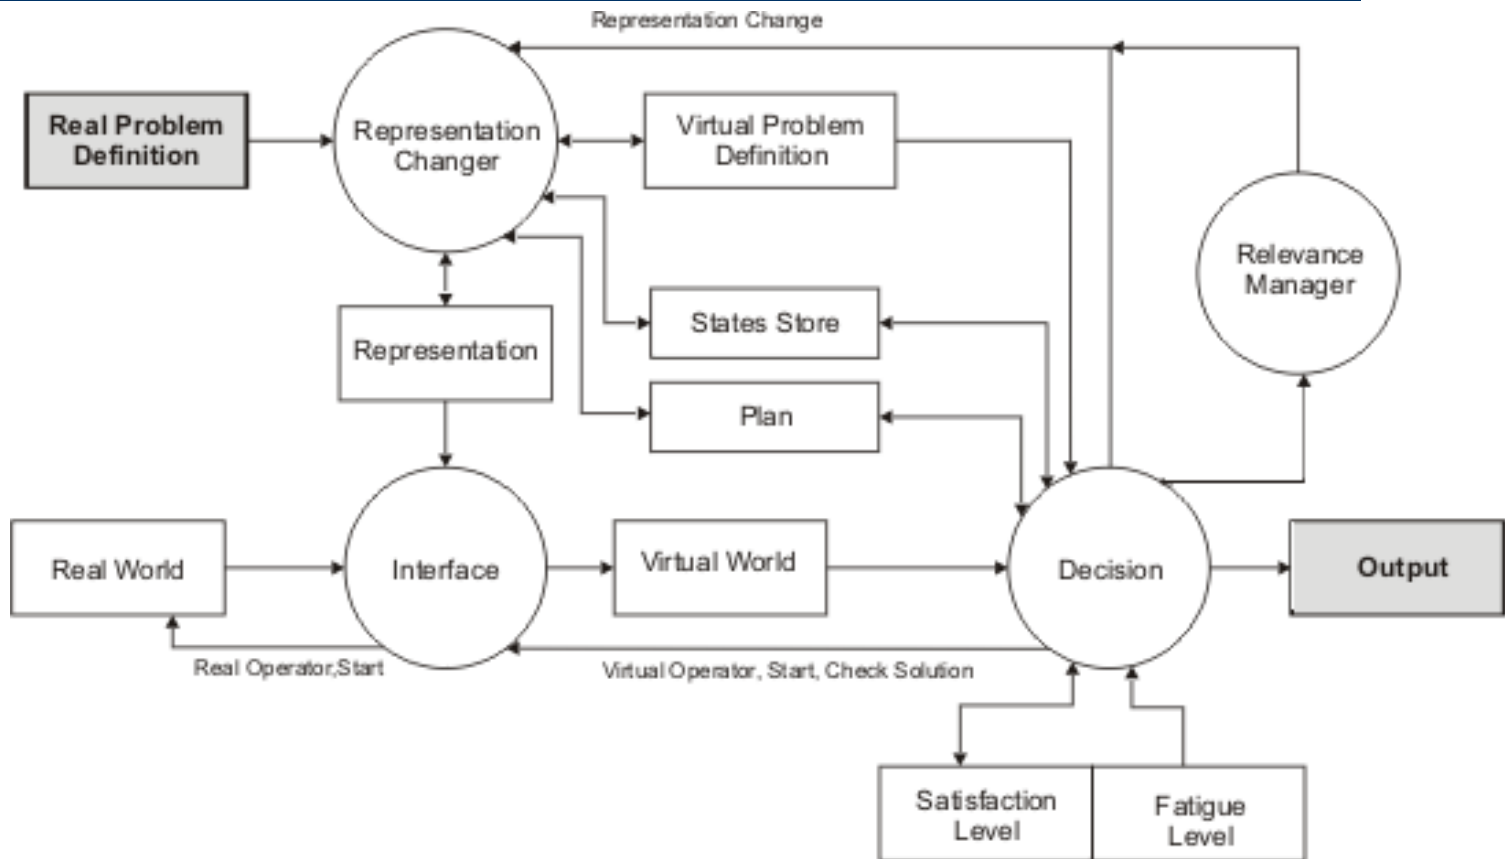 Representation Change
Real Problem
Definition
Representation
Changer
Virtual Problem
Definition
Relevance
Manager
States Store
Representation
Plan
Real World
Interface
Virtual World
Decision
Output
Real Operator,Start
Virtual Operator, Start, Check Solution
Satisfaction
Level
Fatigue
Level